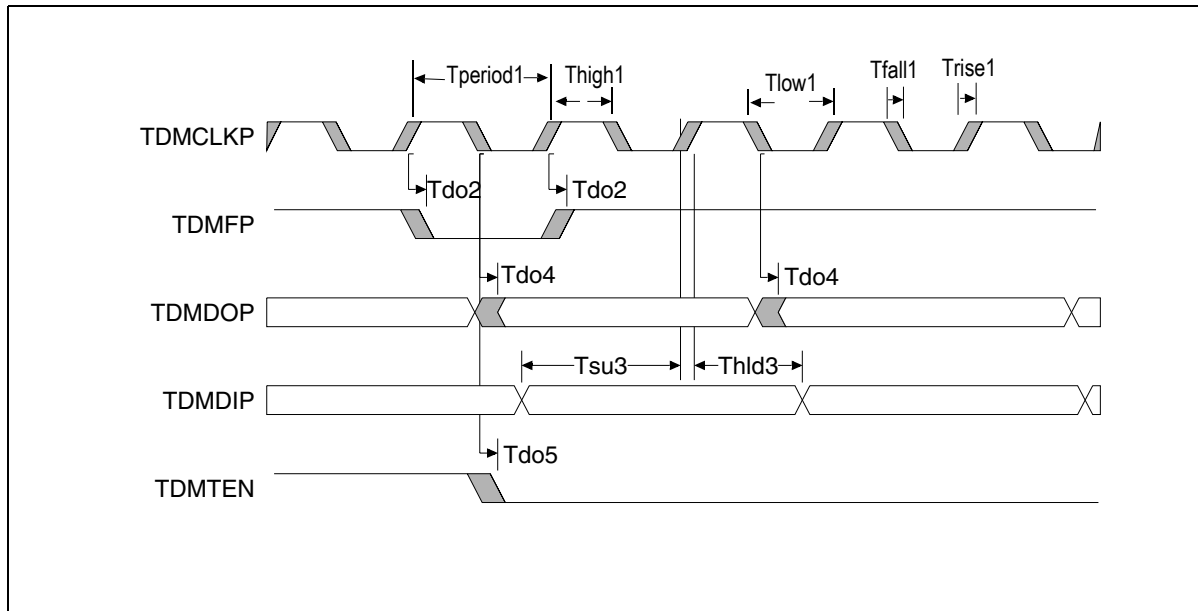 Tperiod1 Thigh1 Tlow1 Tfall1 Trise1
TDMCLKP
Tdo2 Tdo2
TDMFP
Tdo4 Tdo4
TDMDOP
Tsu3 Thld3
TDMDIP
Tdo5
TDMTEN